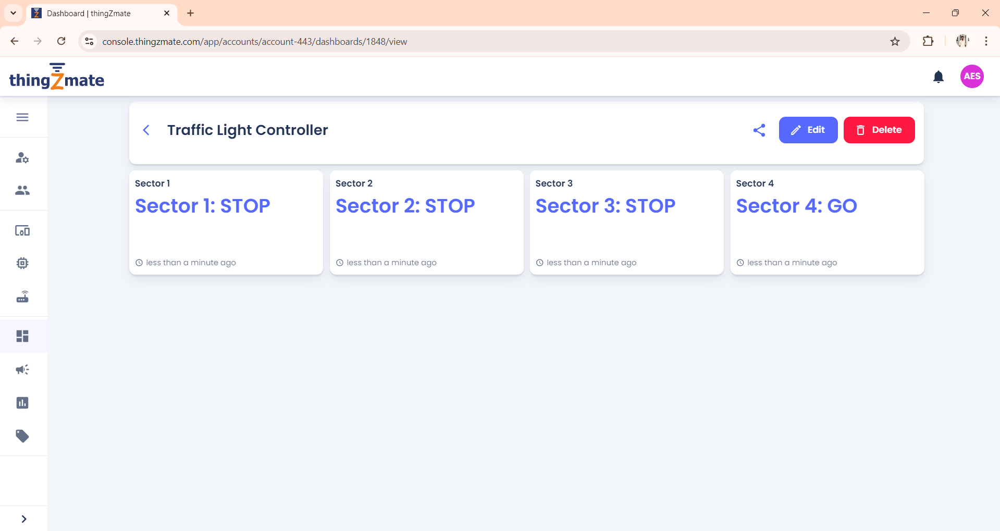 Dashboard | thingZmate
console.thingzmate.com/app/accounts/account-443/dashboards/1848/view
thingZmate
AES
Traffic Light Controller
Edit
Delete
Sector 1
Sector 1: STOP
less than a minute ago
Sector 2
Sector 2: STOP
less than a minute ago
Sector 3
Sector 3: STOP
less than a minute ago
Sector 4
Sector 4: GO
less than a minute ago